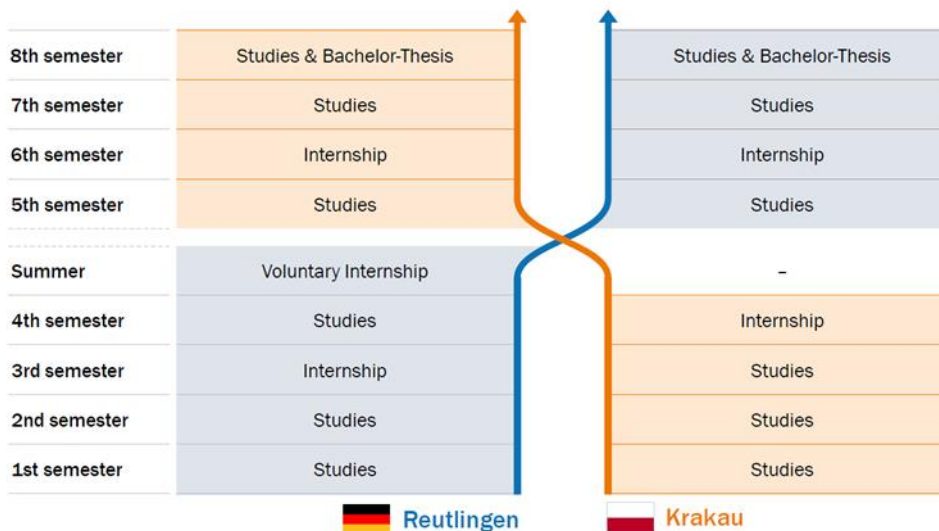 8th semester Studies & Bachelor-Thesis Studies & Bachelor-Thesis
7th semester Studies Studies
6th semester Internship Internship
5th semester Studies Studies
Summer Voluntary Internship –
4th semester Studies Internship
3rd semester Internship Studies
2nd semester Studies Studies
1st semester Studies Studies
Reutlingen Krakau